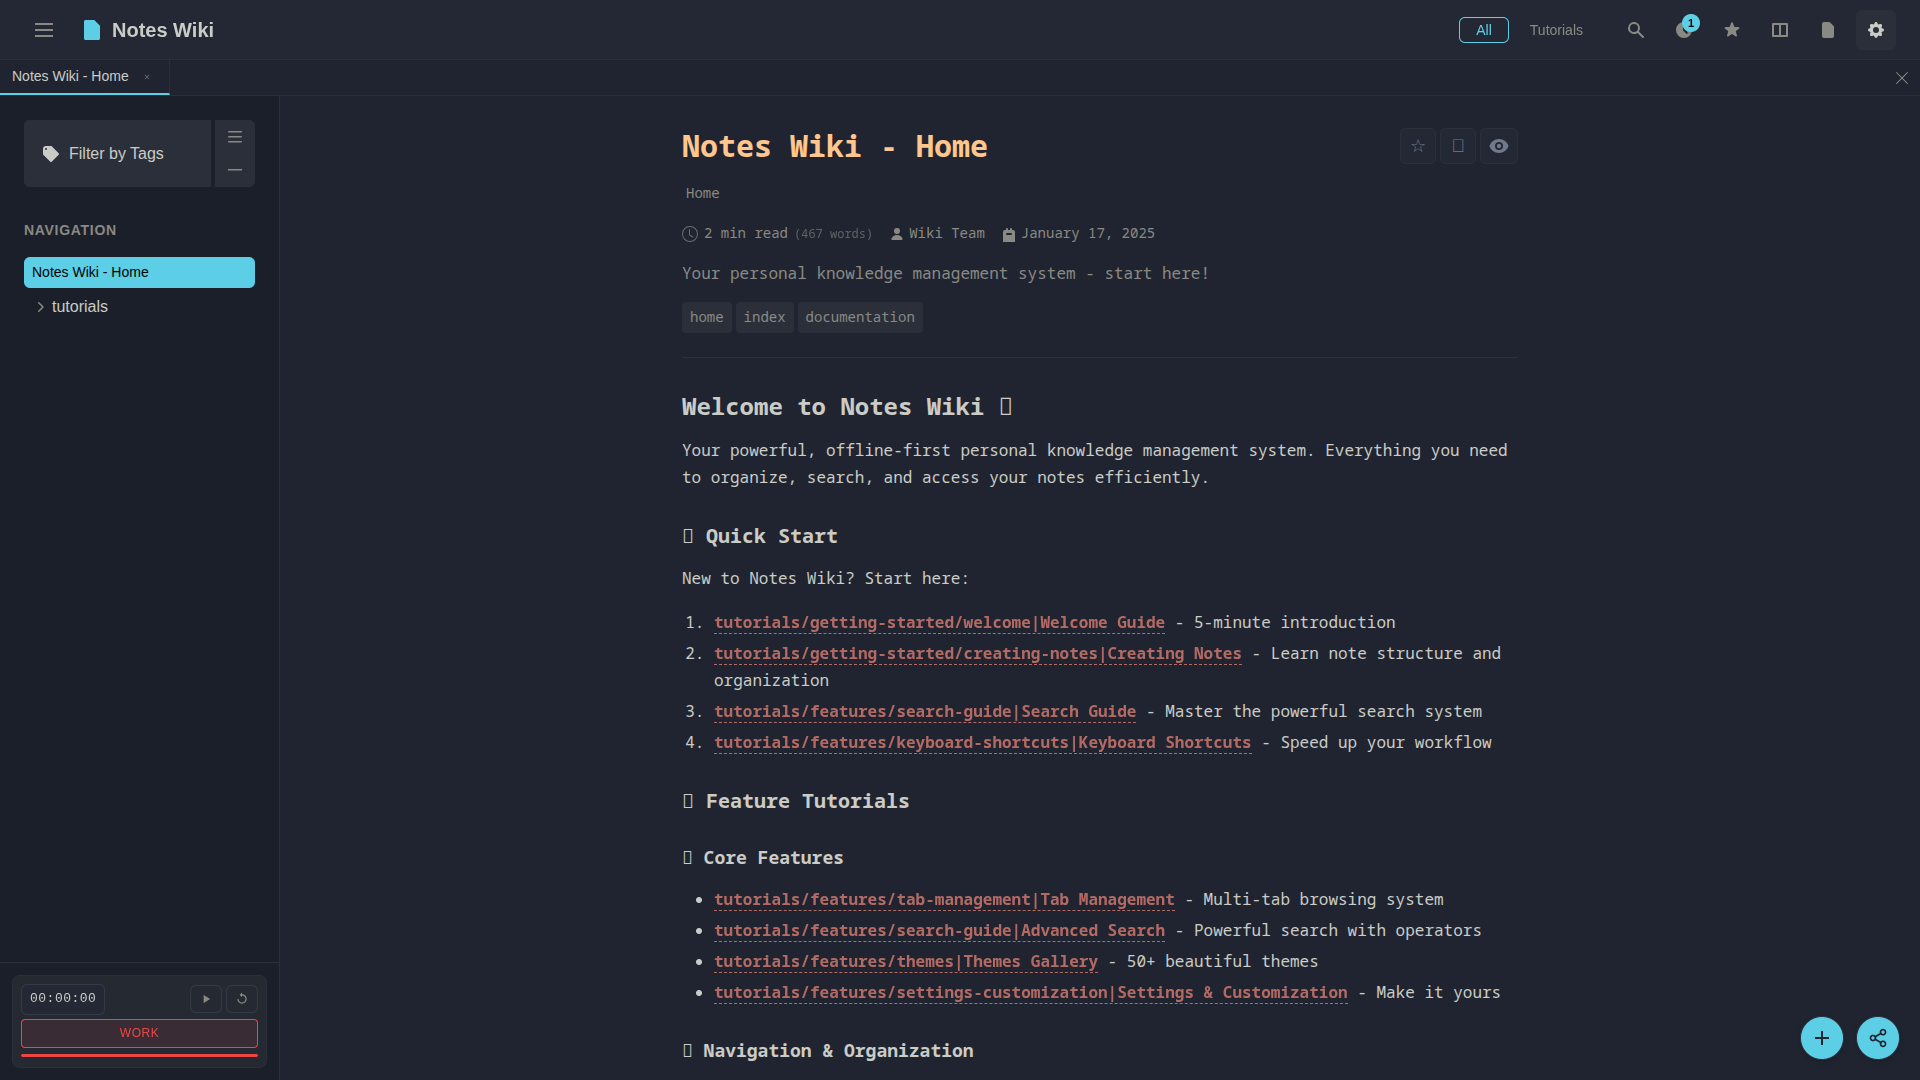 Notes Wiki
All
Tutorials
1
Notes Wiki - Home ×
Filter by Tags
NAVIGATION
Notes Wiki - Home
tutorials
00:00:00
WORK
Notes Wiki - Home
Home
2 min read (467 words) Wiki Team January 17, 2025
Your personal knowledge management system - start here!
home index documentation
Welcome to Notes Wiki
Your powerful, offline-first personal knowledge management system. Everything you need
to organize, search, and access your notes efficiently.
Quick Start
New to Notes Wiki? Start here:
1. tutorials/getting-started/welcome|Welcome Guide - 5-minute introduction
2. tutorials/getting-started/creating-notes|Creating Notes - Learn note structure and
organization
3. tutorials/features/search-guide|Search Guide - Master the powerful search system
4. tutorials/features/keyboard-shortcuts|Keyboard Shortcuts - Speed up your workflow
Feature Tutorials
Core Features
• tutorials/features/tab-management|Tab Management - Multi-tab browsing system
• tutorials/features/search-guide|Advanced Search - Powerful search with operators
• tutorials/features/themes|Themes Gallery - 50+ beautiful themes
• tutorials/features/settings-customization|Settings & Customization - Make it yours
Navigation & Organization